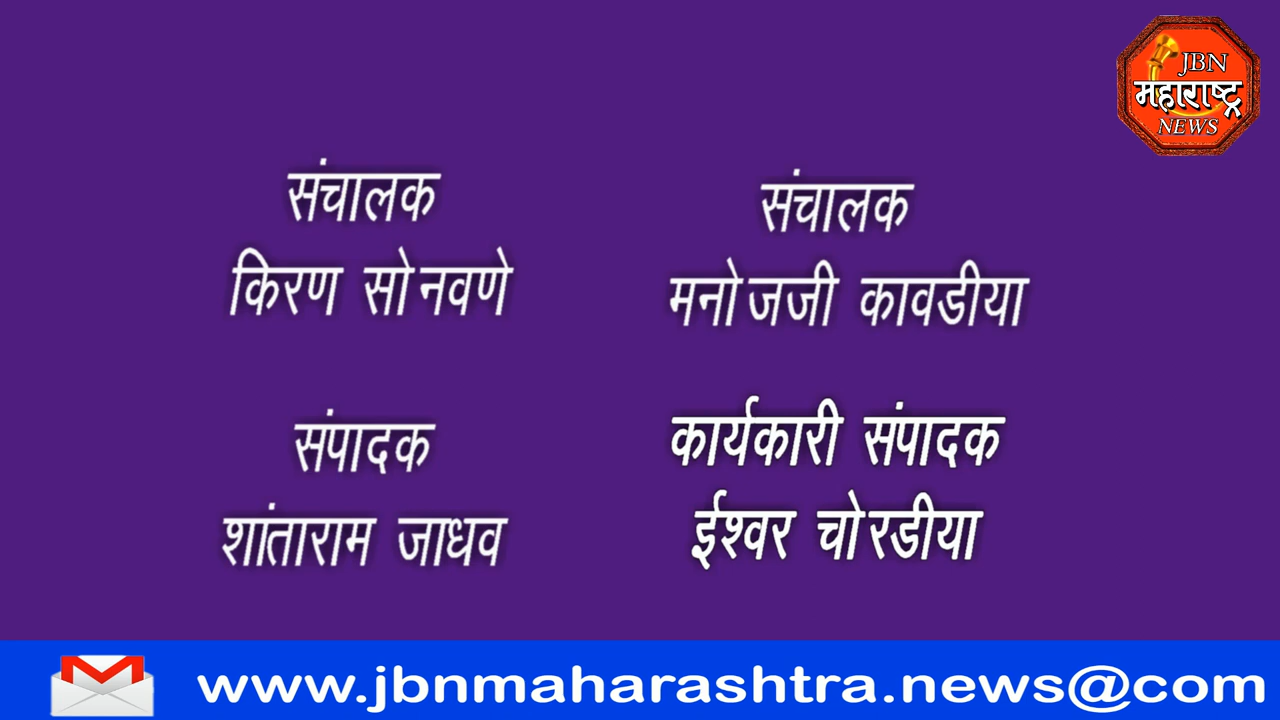 JBN
महाराष्ट्र
NEWS
संचालक
किरण सोनवणे
संचालक
मनोजजी कावडीया
संपादक
शांताराम जाधव
कार्यकारी संपादक
ईश्वर चोरडीया
www.jbnmaharashtra.news@com